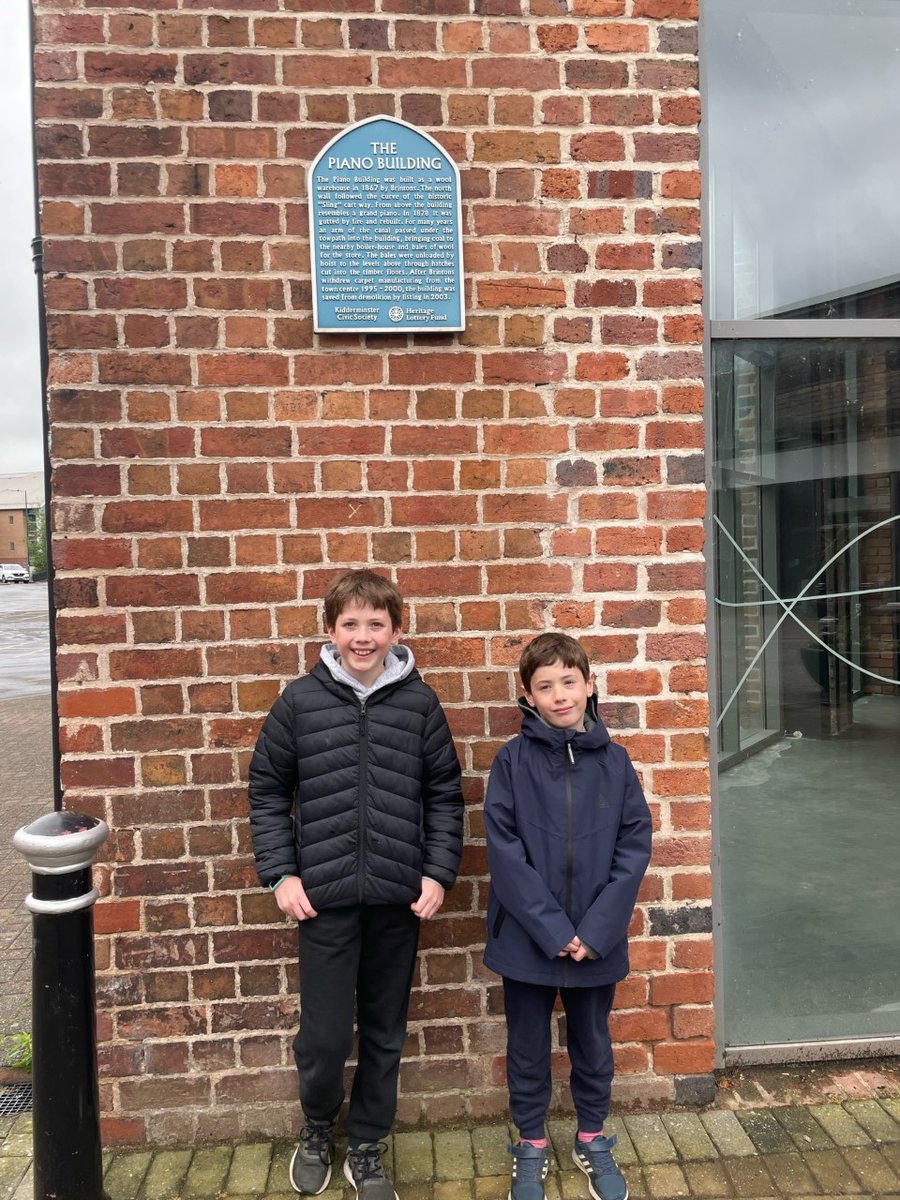 THE
PIANO BUILDING
The Piano Building was built as a wool
warehouse in 1867 by Brintons. The north
wall followed the curve of the historic
"Sling" cart way. From above the building
resembles a grand piano. In 1878 it was
gutted by fire and rebuilt. For many years
an arm of the canal passed under the
towpath into the building, bringing coal to
the nearby boiler-house and bales of wool
for the store. The bales were unloaded by
hoist to the levels above through hatches
cut into the timber floors. After Brintons
withdrew carpet manufacturing from the
town centre 1995 - 2000, the building was
saved from demolition by listing in 2003.
Kidderminster
Civic Society
Heritage
Lottery Fund